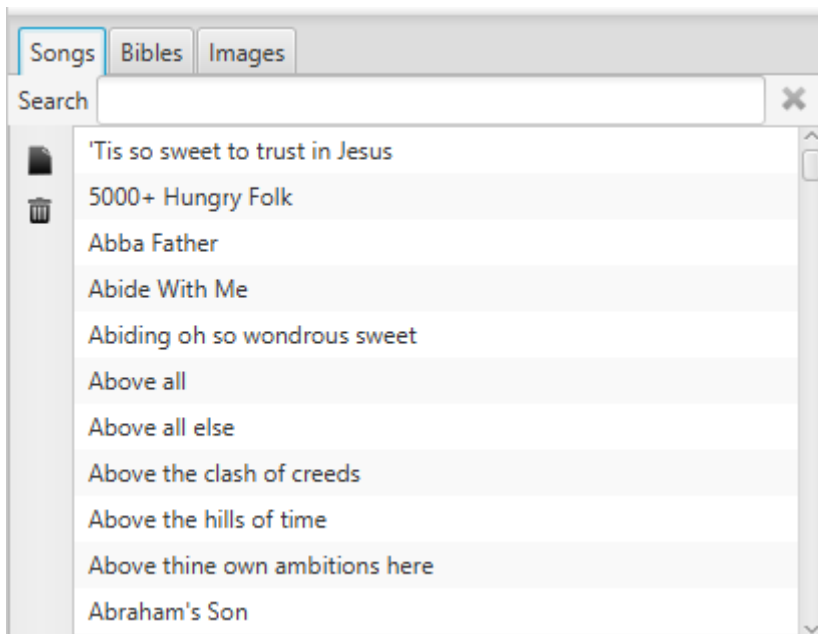 Songs Bibles Images
Search
'Tis so sweet to trust in Jesus
5000+ Hungry Folk
Abba Father
Abide With Me
Abiding oh so wondrous sweet
Above all
Above all else
Above the clash of creeds
Above the hills of time
Above thine own ambitions here
Abraham's Son